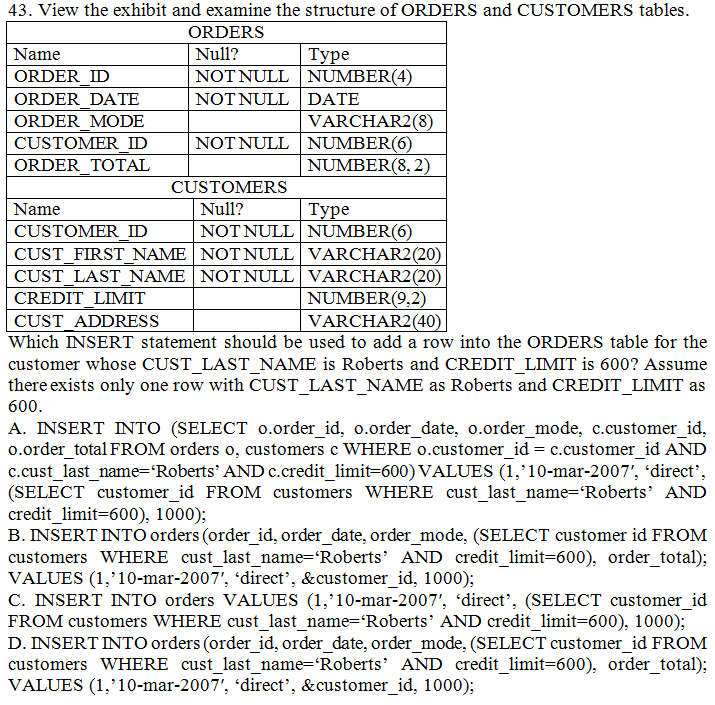 43. View the exhibit and examine the structure of ORDERS and CUSTOMERS tables.
ORDERS
Name Null? Type
ORDER_ID NOT NULL NUMBER(4)
ORDER_DATE NOT NULL DATE
ORDER_MODE VARCHAR2(8)
CUSTOMER_ID NOT NULL NUMBER(6)
ORDER_TOTAL NUMBER(8, 2)
CUSTOMERS
Name Null? Type
CUSTOMER_ID NOT NULL NUMBER(6)
CUST_FIRST_NAME NOT NULL VARCHAR2(20)
CUST_LAST_NAME NOT NULL VARCHAR2(20)
CREDIT_LIMIT NUMBER(9,2)
CUST_ADDRESS VARCHAR2(40)
Which INSERT statement should be used to add a row into the ORDERS table for the
customer whose CUST_LAST_NAME is Roberts and CREDIT_LIMIT is 600? Assume
there exists only one row with CUST_LAST_NAME as Roberts and CREDIT_LIMIT as
600.
A. INSERT INTO (SELECT o.order_id, o.order_date, o.order_mode, c.customer_id,
o.order_total FROM orders o, customers c WHERE o.customer_id = c.customer_id AND
c.cust_last_name=‘Roberts’ AND c.credit_limit=600) VALUES (1,’10-mar-2007′, ‘direct’,
(SELECT customer_id FROM customers WHERE cust_last_name=‘Roberts’ AND
credit_limit=600), 1000);
B. INSERT INTO orders (order_id, order_date, order_mode, (SELECT customer id FROM
customers WHERE cust_last_name=‘Roberts’ AND credit_limit=600), order_total);
VALUES (1,’10-mar-2007′, ‘direct’, &customer_id, 1000);
C. INSERT INTO orders VALUES (1,’10-mar-2007′, ‘direct’, (SELECT customer_id
FROM customers WHERE cust_last_name=‘Roberts’ AND credit_limit=600), 1000);
D. INSERT INTO orders (order_id, order_date, order_mode, (SELECT customer_id FROM
customers WHERE cust_last_name=‘Roberts’ AND credit_limit=600), order_total);
VALUES (1,’10-mar-2007′, ‘direct’, &customer_id, 1000);